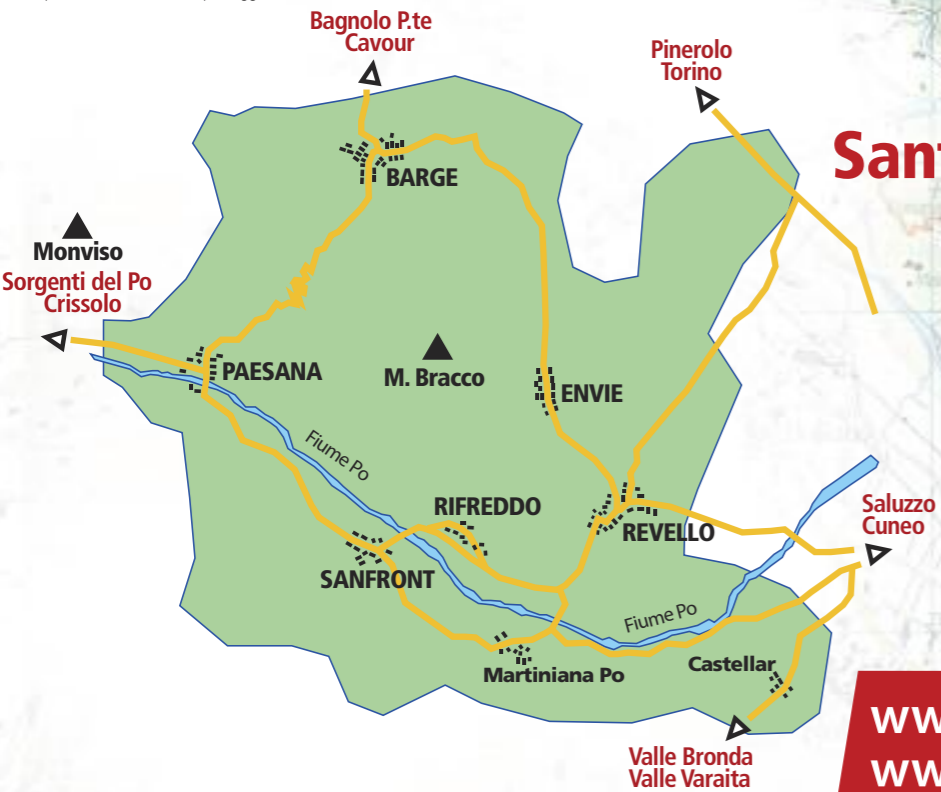 Bagnolo P.te
Cavour
Pinerolo
Torino
BARGE
Monviso
Sorgenti del Po
Crissolo
PAESANA
M. Bracco
ENVIE
Fiume Po
RIFREDDO
REVELLO
Saluzzo
Cuneo
SANFRONT
Fiume Po
Martiniana Po
Castellar
Valle Bronda
Valle Varaita